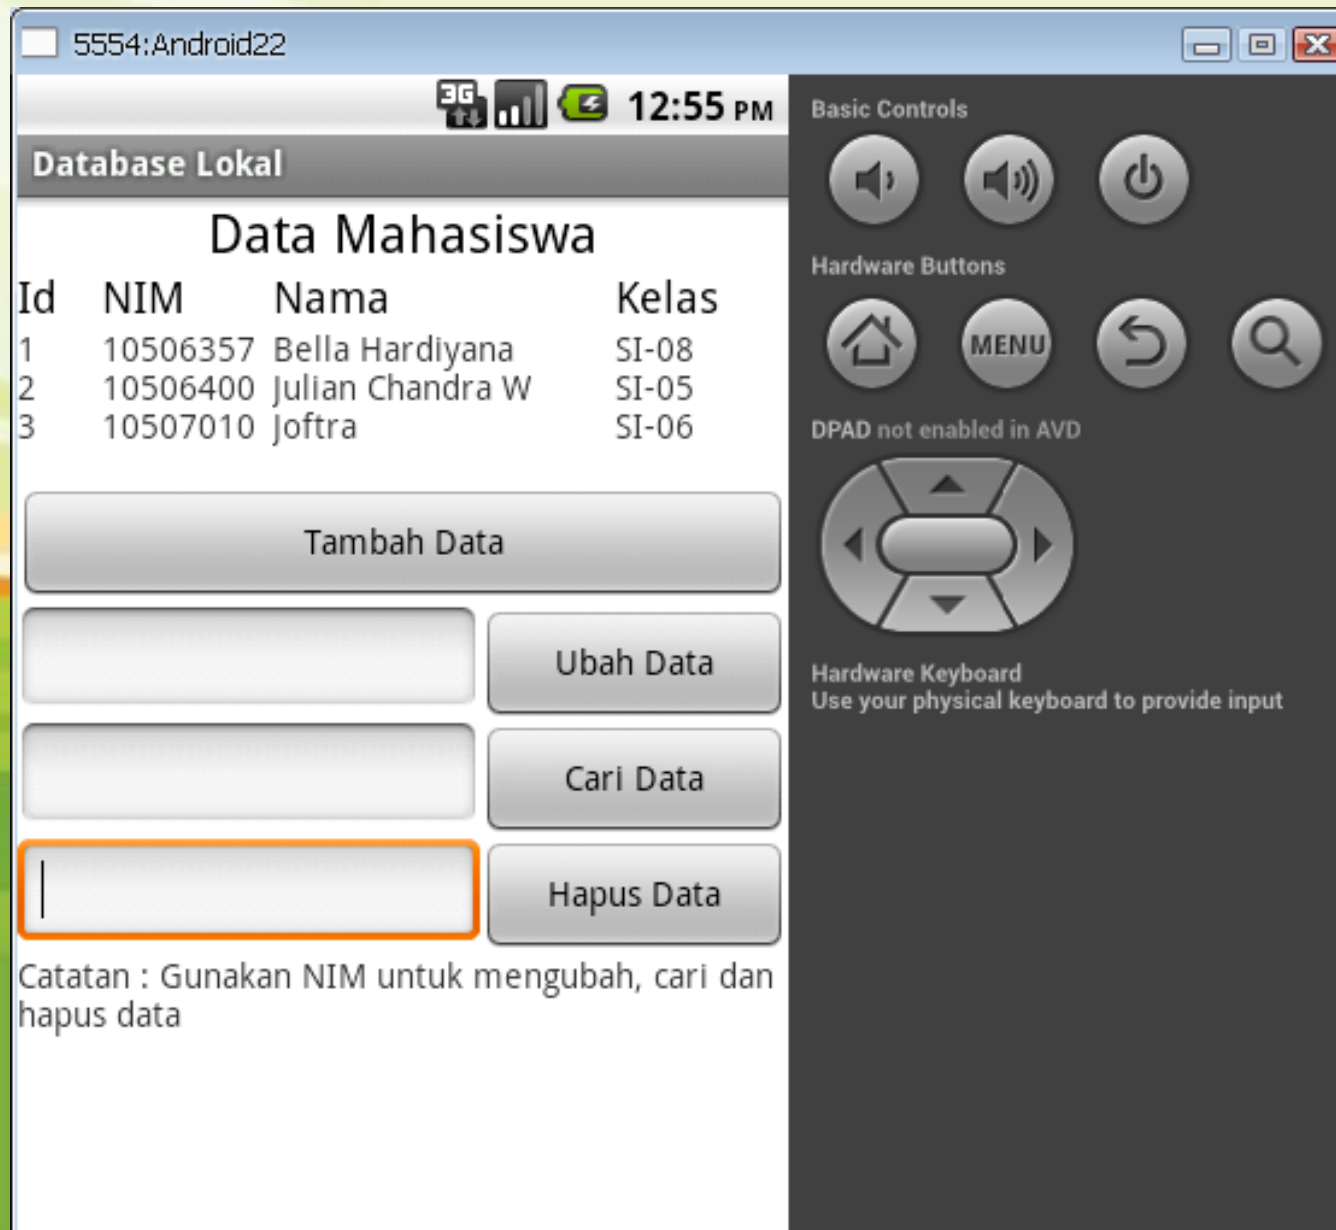 5554:Android22
3G 12:55 PM
Database Lokal
Data Mahasiswa
Id NIM Nama Kelas
1 10506357 Bella Hardiyana SI-08
2 10506400 Julian Chandra W SI-05
3 10507010 Joftra SI-06
Tambah Data
Ubah Data
Cari Data
Hapus Data
Catatan : Gunakan NIM untuk mengubah, cari dan
hapus data
Basic Controls
Hardware Buttons
MENU
DPAD not enabled in AVD
Hardware Keyboard
Use your physical keyboard to provide input